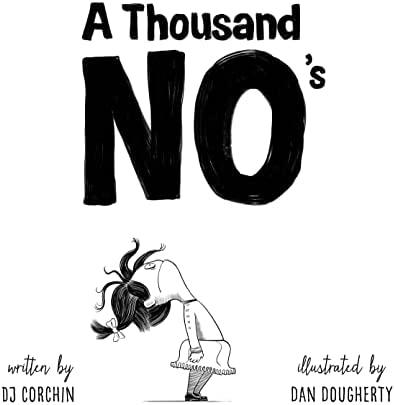 A Thousand
NO's
written by
DJ CORCHIN
illustrated by
DAN DOUGHERTY